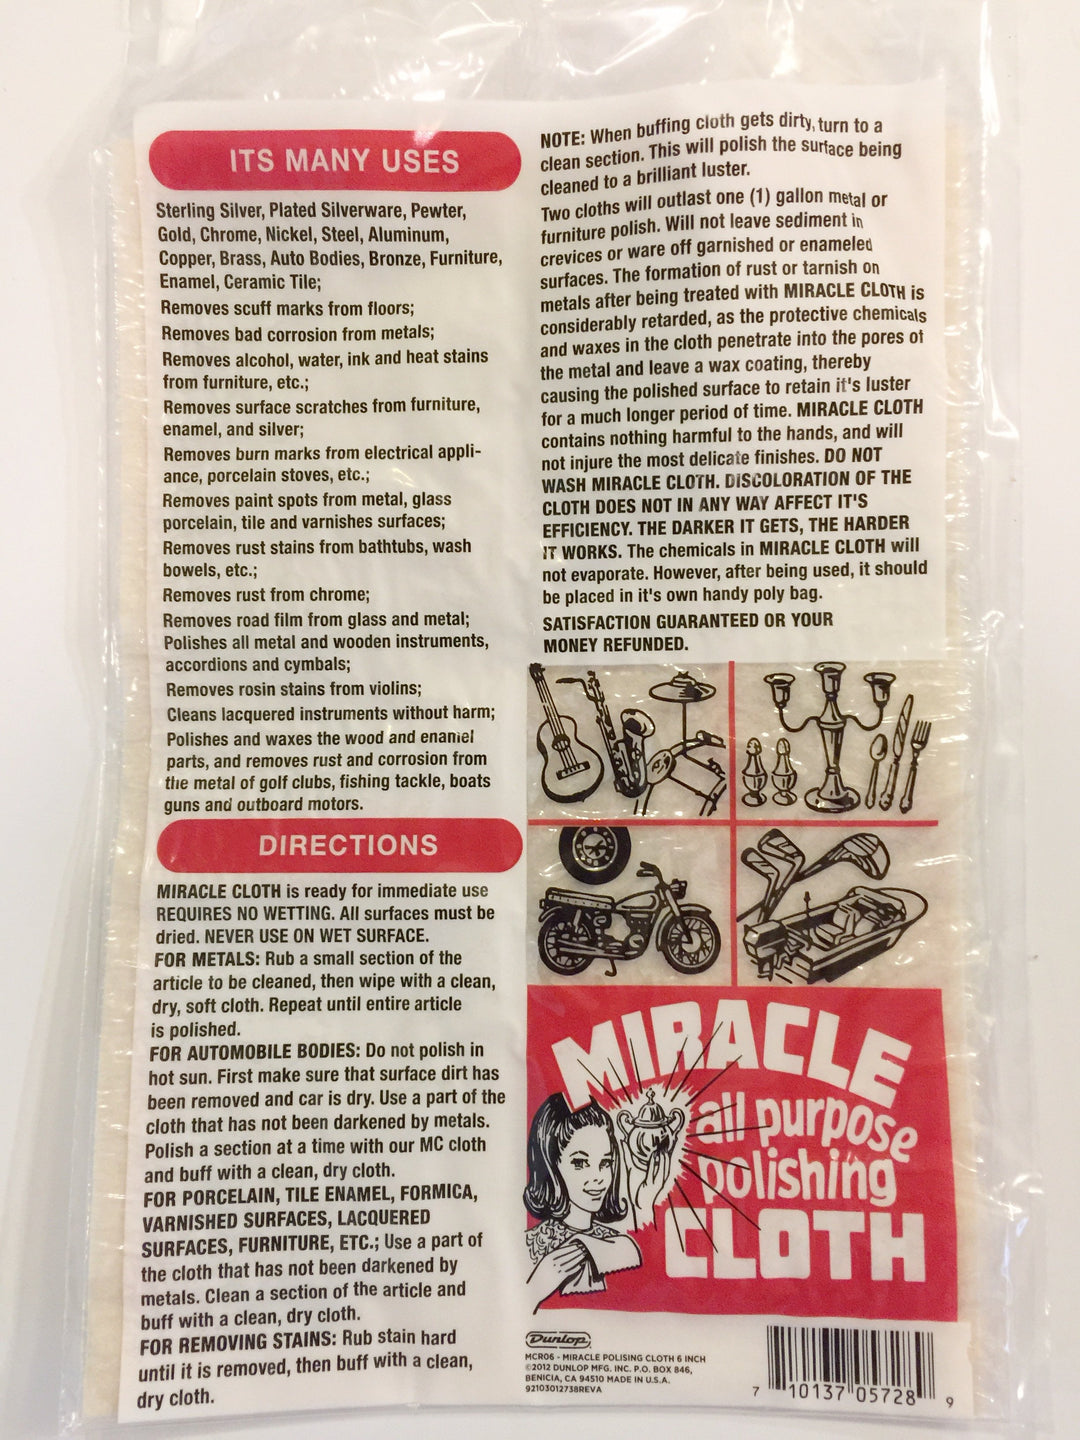 ITS MANY USES
Sterling Silver, Plated Silverware, Pewter,
Gold, Chrome, Nickel, Steel, Aluminum,
Copper, Brass, Auto Bodies, Bronze, Furniture,
Enamel, Ceramic Tile;
Removes scuff marks from floors;
Removes bad corrosion from metals;
Removes alcohol, water, ink and heat stains
from furniture, etc.;
Removes surface scratches from furniture,
enamel, and silver;
Removes burn marks from electrical appli-
ance, porcelain stoves, etc.;
Removes paint spots from metal, glass
porcelain, tile and varnishes surfaces;
Removes rust stains from bathtubs, wash
bowels, etc.;
Removes rust from chrome;
Removes road film from glass and metal;
Polishes all metal and wooden instruments,
accordions and cymbals;
Removes rosin stains from violins;
Cleans lacquered instruments without harm;
Polishes and waxes the wood and enamel
parts, and removes rust and corrosion from
the metal of golf clubs, fishing tackle, boats
guns and outboard motors.
DIRECTIONS
MIRACLE CLOTH is ready for immediate use
REQUIRES NO WETTING. All surfaces must be
dried. NEVER USE ON WET SURFACE.
FOR METALS: Rub a small section of the
article to be cleaned, then wipe with a clean,
dry, soft cloth. Repeat until entire article
is polished.
FOR AUTOMOBILE BODIES: Do not polish in
hot sun. First make sure that surface dirt has
been removed and car is dry. Use a part of the
cloth that has not been darkened by metals.
Polish a section at a time with our MC cloth
and buff with a clean, dry cloth.
FOR PORCELAIN, TILE ENAMEL, FORMICA,
VARNISHED SURFACES, LACQUERED
SURFACES, FURNITURE, ETC.; Use a part of
the cloth that has not been darkened by
metals. Clean a section of the article and
buff with a clean, dry cloth.
FOR REMOVING STAINS: Rub stain hard
until it is removed, then buff with a clean,
dry cloth.
NOTE: When buffing cloth gets dirty, turn to a
clean section. This will polish the surface being
cleaned to a brilliant luster.
Two cloths will outlast one (1) gallon metal or
furniture polish. Will not leave sediment in
crevices or ware off garnished or enameled
surfaces. The formation of rust or tarnish on
metals after being treated with MIRACLE CLOTH is
considerably retarded, as the protective chemicals
and waxes in the cloth penetrate into the pores of
the metal and leave a wax coating, thereby
causing the polished surface to retain it's luster
for a much longer period of time. MIRACLE CLOTH
contains nothing harmful to the hands, and will
not injure the most delicate finishes. DO NOT
WASH MIRACLE CLOTH. DISCOLORATION OF THE
CLOTH DOES NOT IN ANY WAY AFFECT IT'S
EFFICIENCY. THE DARKER IT GETS, THE HARDER
IT WORKS. The chemicals in MIRACLE CLOTH will
not evaporate. However, after being used, it should
be placed in it's own handy poly bag.
SATISFACTION GUARANTEED OR YOUR
MONEY REFUNDED.
MIRACLE
all purpose
polishing
CLOTH
Dunlop
MCR06 - MIRACLE POLISING CLOTH 6 INCH
©2012 DUNLOP MFG. INC. P.O. BOX 846,
BENICIA, CA 94510 MADE IN U.S.A.
92103012738REVA
7 10137 05728 9